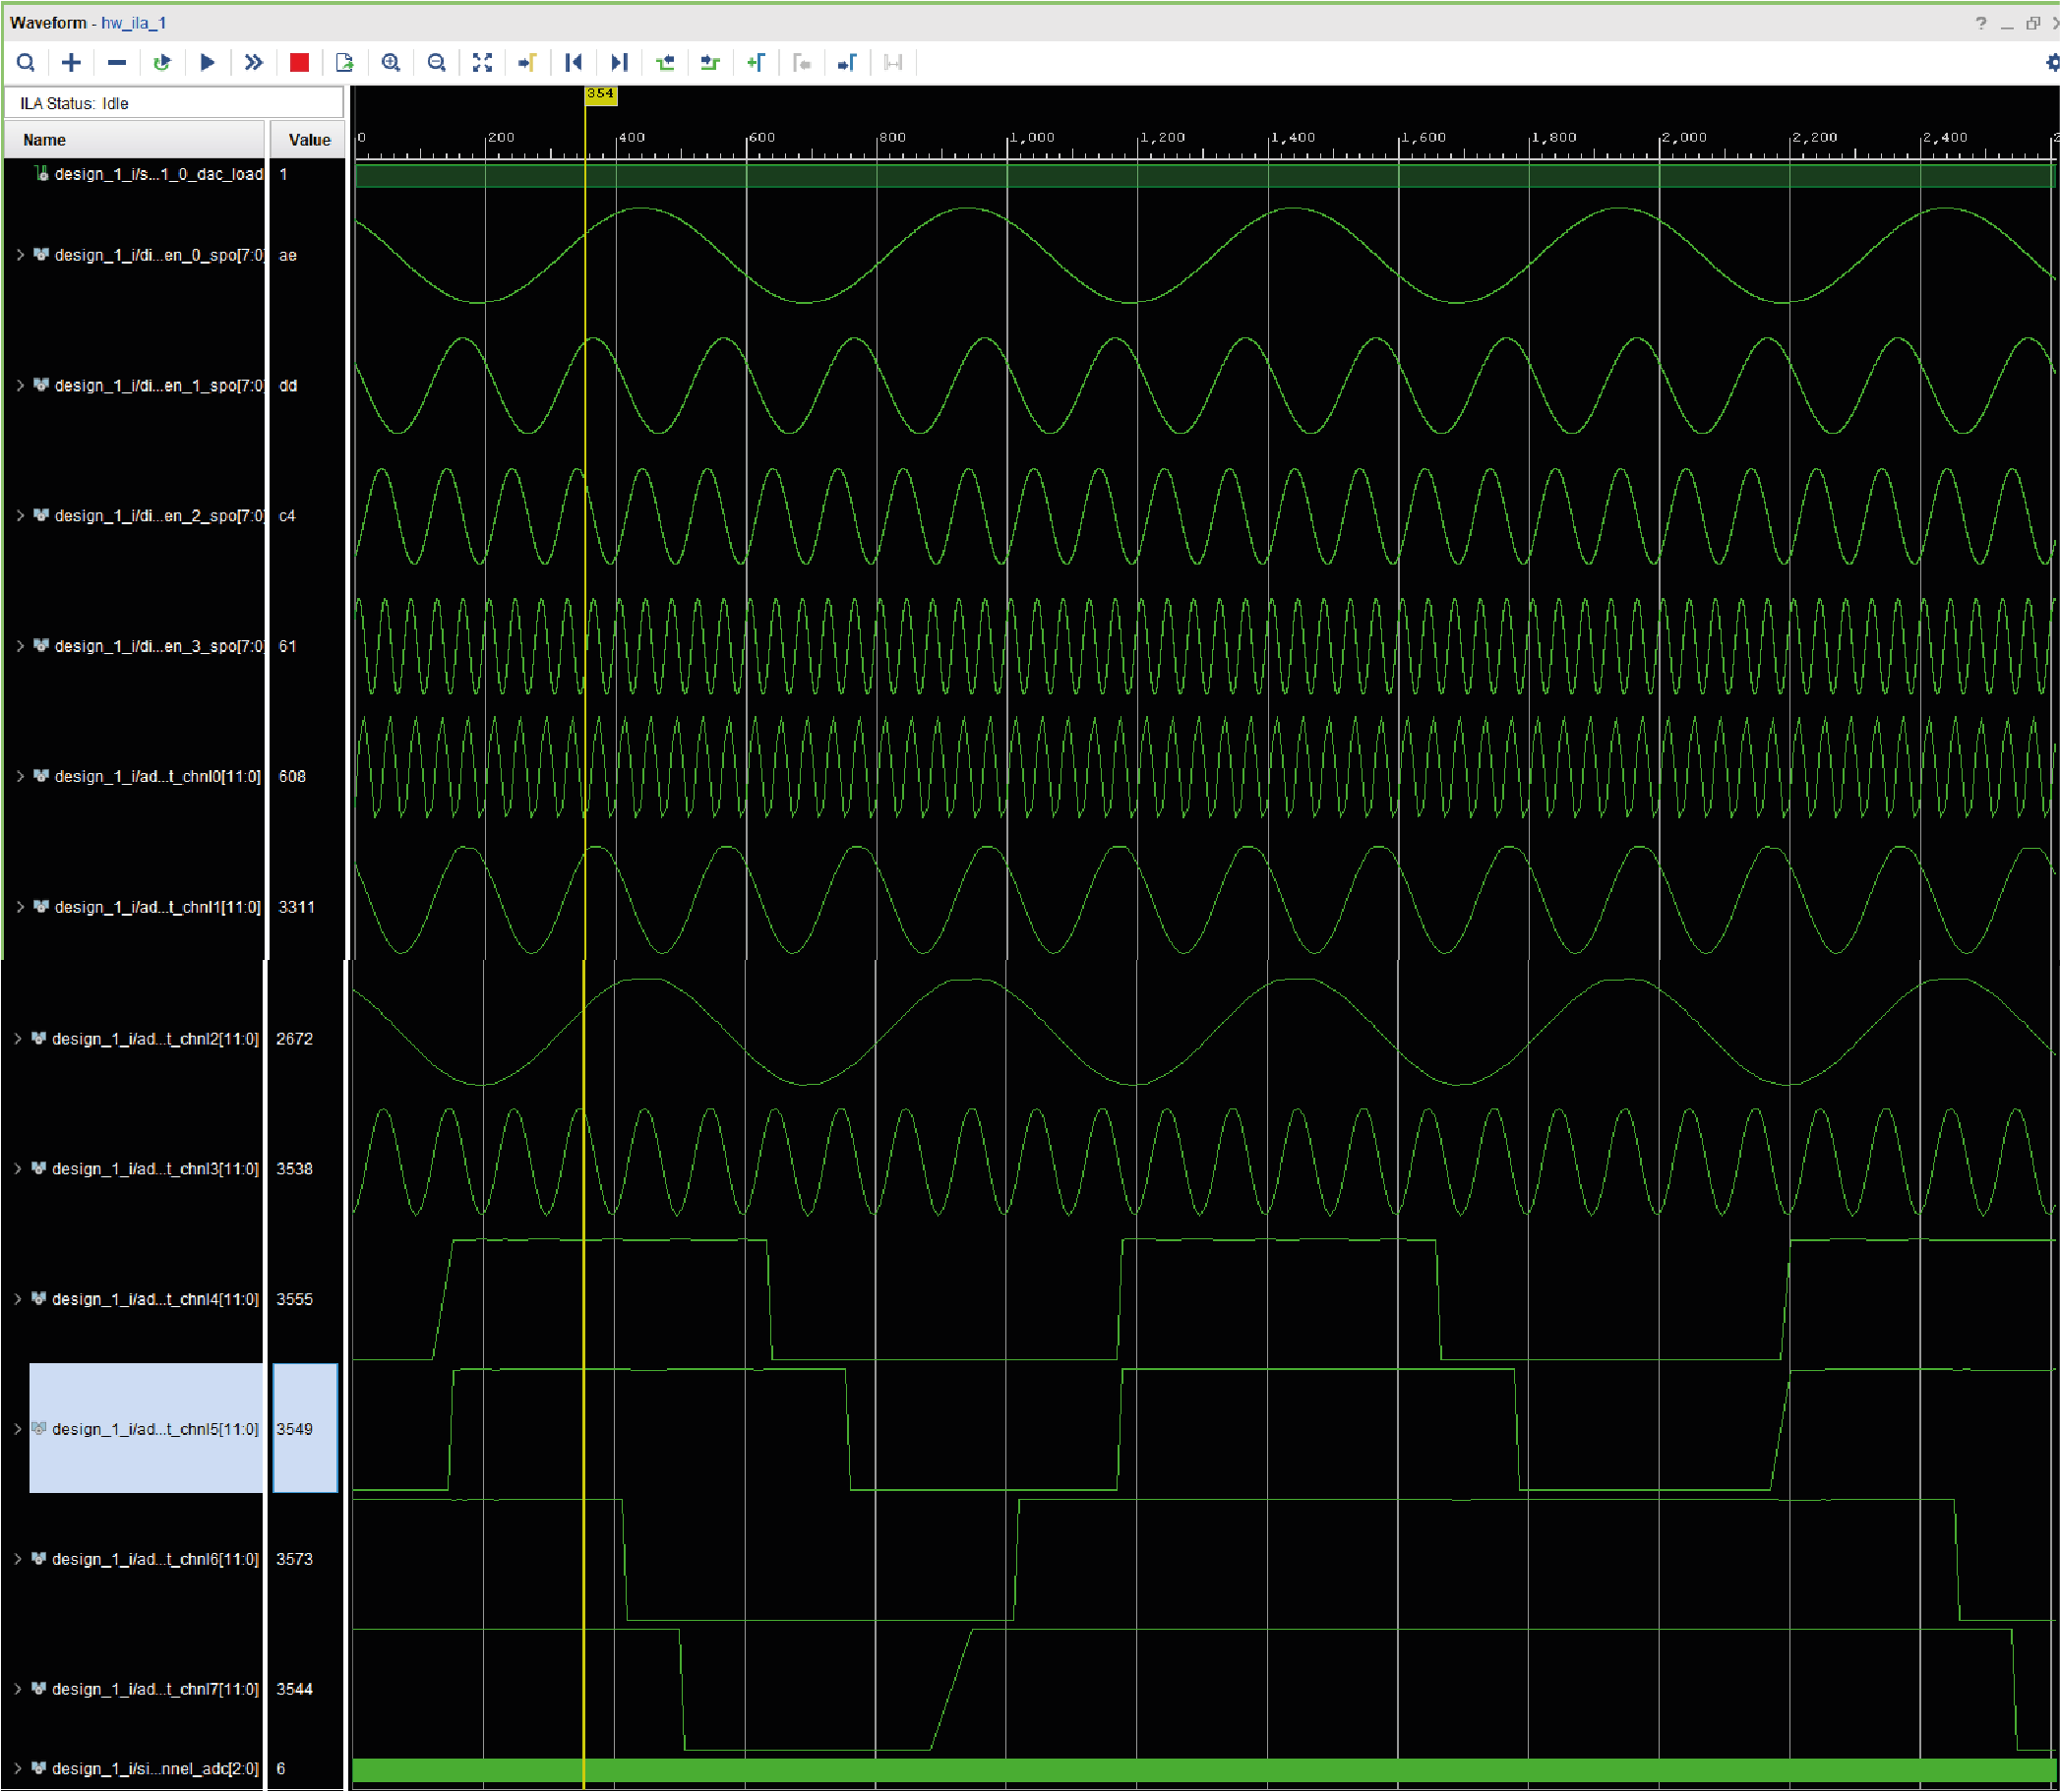 Waveform - hw_ila_1
ILA Status: Idle
354
Name Value
0 200 400 600 800 1,000 1,200 1,400 1,600 1,800 2,000 2,200 2,400
design_1_i/s...1_0_dac_load 1
design_1_i/di...en_0_spo[7:0] ae
design_1_i/di...en_1_spo[7:0] dd
design_1_i/di...en_2_spo[7:0] c4
design_1_i/di...en_3_spo[7:0] 61
design_1_i/ad...t_chnl0[11:0] 608
design_1_i/ad...t_chnl1[11:0] 3311
design_1_i/ad...t_chnl2[11:0] 2672
design_1_i/ad...t_chnl3[11:0] 3538
design_1_i/ad...t_chnl4[11:0] 3555
design_1_i/ad...t_chnl5[11:0] 3549
design_1_i/ad...t_chnl6[11:0] 3573
design_1_i/ad...t_chnl7[11:0] 3544
design_1_i/si...nnel_adc[2:0] 6